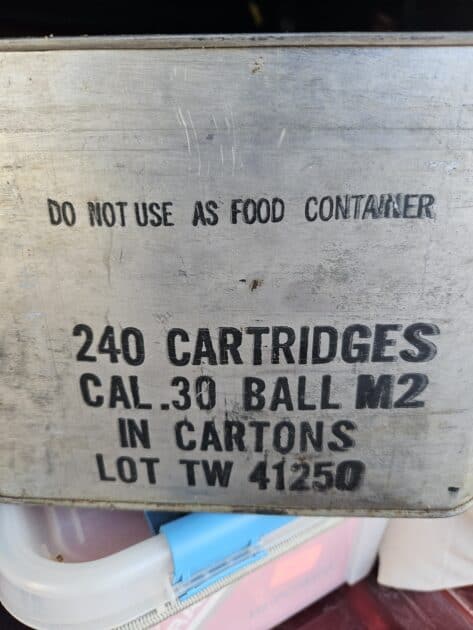 DO NOT USE AS FOOD CONTAINER
240 CARTRIDGES
CAL .30 BALL M2
IN CARTONS
LOT TW 41250